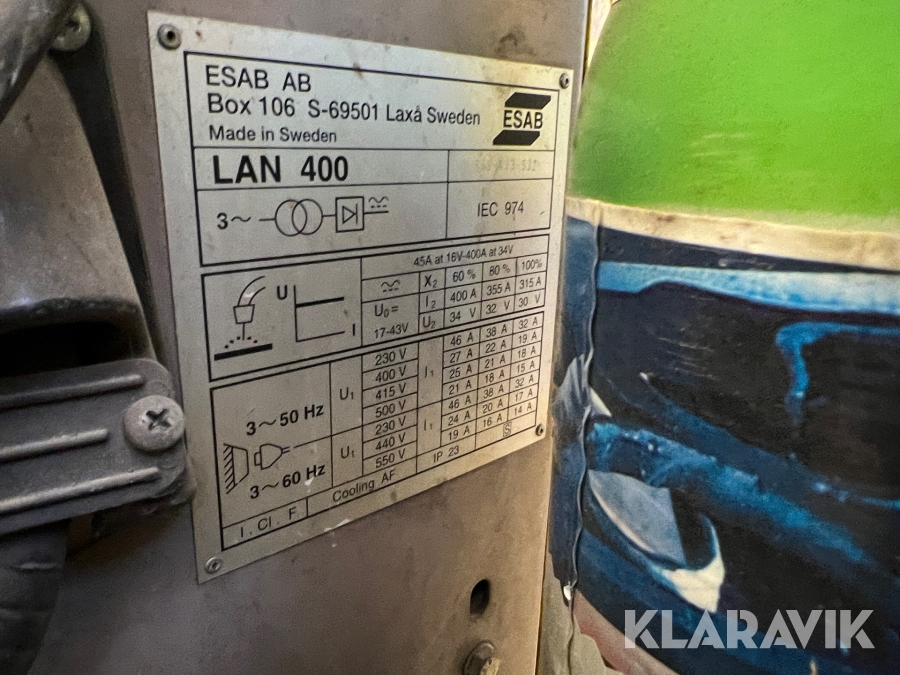 ESAB AB
Box 106 S-69501 Laxå Sweden
Made in Sweden
ESAB
LAN 400
3~
IEC 974
45A at 16V-400A at 34V
X2 60% 80% 100%
U0=
17-43V
I2 400 A 355 A 315 A
U2 34 V 32 V 30 V
U
I
3~50 Hz
U1
I1
230 V 46 A 38 A 32 A
400 V 27 A 22 A 19 A
415 V 25 A 21 A 18 A
500 V 21 A 18 A 15 A
3~60 Hz
U1
I1
230 V 46 A 38 A 32 A
440 V 24 A 20 A 17 A
550 V 19 A 16 A 14 A
I. Cl. F
Cooling AF
IP 23
S
KLARAVIK